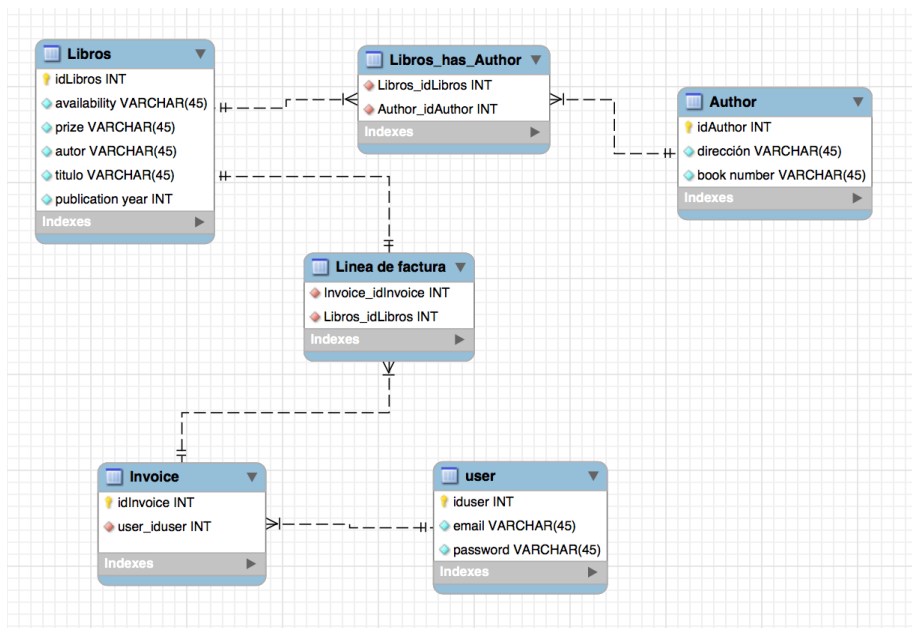 Libros
idLibros INT
availability VARCHAR(45)
prize VARCHAR(45)
autor VARCHAR(45)
titulo VARCHAR(45)
publication year INT
Indexes
Libros_has_Author
Libros_idLibros INT
Author_idAuthor INT
Indexes
Author
idAuthor INT
dirección VARCHAR(45)
book number VARCHAR(45)
Indexes
Linea de factura
Invoice_idInvoice INT
Libros_idLibros INT
Indexes
Invoice
idInvoice INT
user_iduser INT
Indexes
user
iduser INT
email VARCHAR(45)
password VARCHAR(45)
Indexes